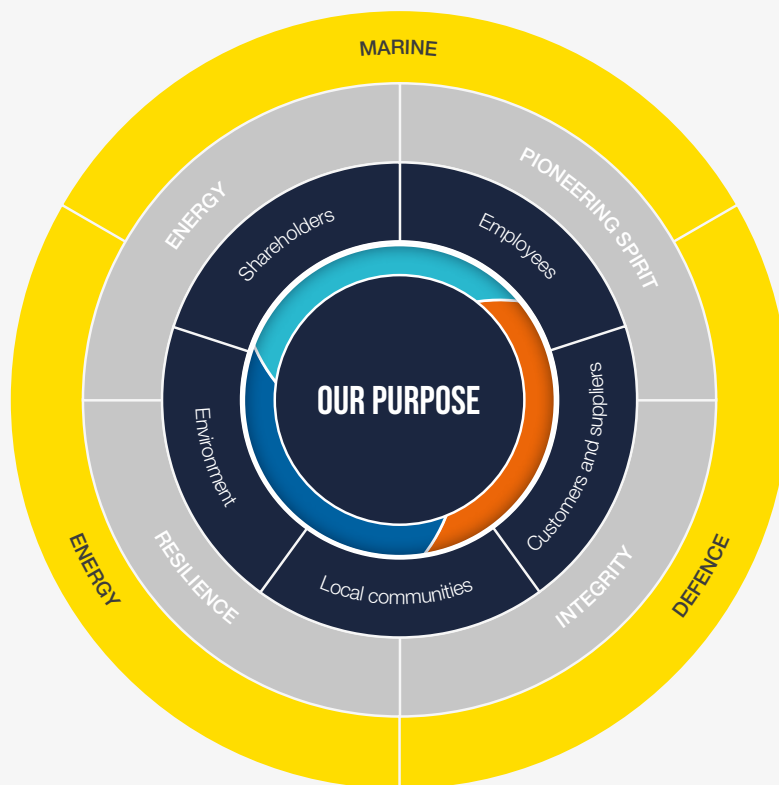 MARINE
PIONEERING SPIRIT
ENERGY
Shareholders
Employees
OUR PURPOSE
Customers and suppliers
Environment
Local communities
RESILIENCE
INTEGRITY
ENERGY
DEFENCE